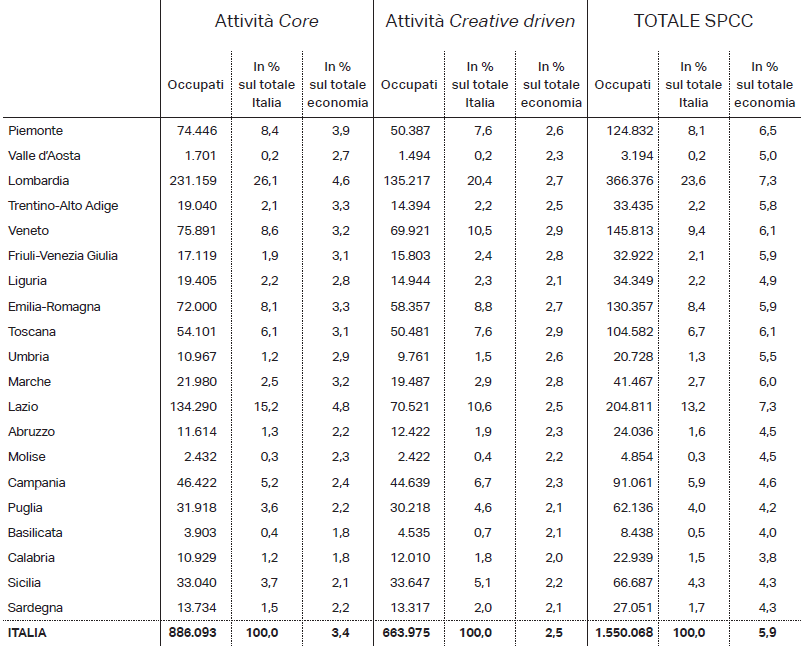 Attività Core Attività Creative driven TOTALE SPCC
In % In % In % In % In % In %
Occupati sul totale sul totale Occupati sul totale sul totale Occupati sul totale sul totale
Italia economia Italia economia Italia economia
Piemonte 74.446 8,4 3,9 50.387 7,6 2,6 124.832 8,1 6,5
Valle d'Aosta 1.701 0,2 2,7 1.494 0,2 2,3 3.194 0,2 5,0
Lombardia 231.159 26,1 4,6 135.217 20,4 2,7 366.376 23,6 7,3
Trentino-Alto Adige 19.040 2,1 3,3 14.394 2,2 2,5 33.435 2,2 5,8
Veneto 75.891 8,6 3,2 69.921 10,5 2,9 145.813 9,4 6,1
Friuli-Venezia Giulia 17.119 1,9 3,1 15.803 2,4 2,8 32.922 2,1 5,9
Liguria 19.405 2,2 2,8 14.944 2,3 2,1 34.349 2,2 4,9
Emilia-Romagna 72.000 8,1 3,3 58.357 8,8 2,7 130.357 8,4 5,9
Toscana 54.101 6,1 3,1 50.481 7,6 2,9 104.582 6,7 6,1
Umbria 10.967 1,2 2,9 9.761 1,5 2,6 20.728 1,3 5,5
Marche 21.980 2,5 3,2 19.487 2,9 2,8 41.467 2,7 6,0
Lazio 134.290 15,2 4,8 70.521 10,6 2,5 204.811 13,2 7,3
Abruzzo 11.614 1,3 2,2 12.422 1,9 2,3 24.036 1,6 4,5
Molise 2.432 0,3 2,3 2.422 0,4 2,2 4.854 0,3 4,5
Campania 46.422 5,2 2,4 44.639 6,7 2,3 91.061 5,9 4,6
Puglia 31.918 3,6 2,2 30.218 4,6 2,1 62.136 4,0 4,2
Basilicata 3.903 0,4 1,8 4.535 0,7 2,1 8.438 0,5 4,0
Calabria 10.929 1,2 1,8 12.010 1,8 2,0 22.939 1,5 3,8
Sicilia 33.040 3,7 2,1 33.647 5,1 2,2 66.687 4,3 4,3
Sardegna 13.734 1,5 2,2 13.317 2,0 2,1 27.051 1,7 4,3
ITALIA 886.093 100,0 3,4 663.975 100,0 2,5 1.550.068 100,0 5,9